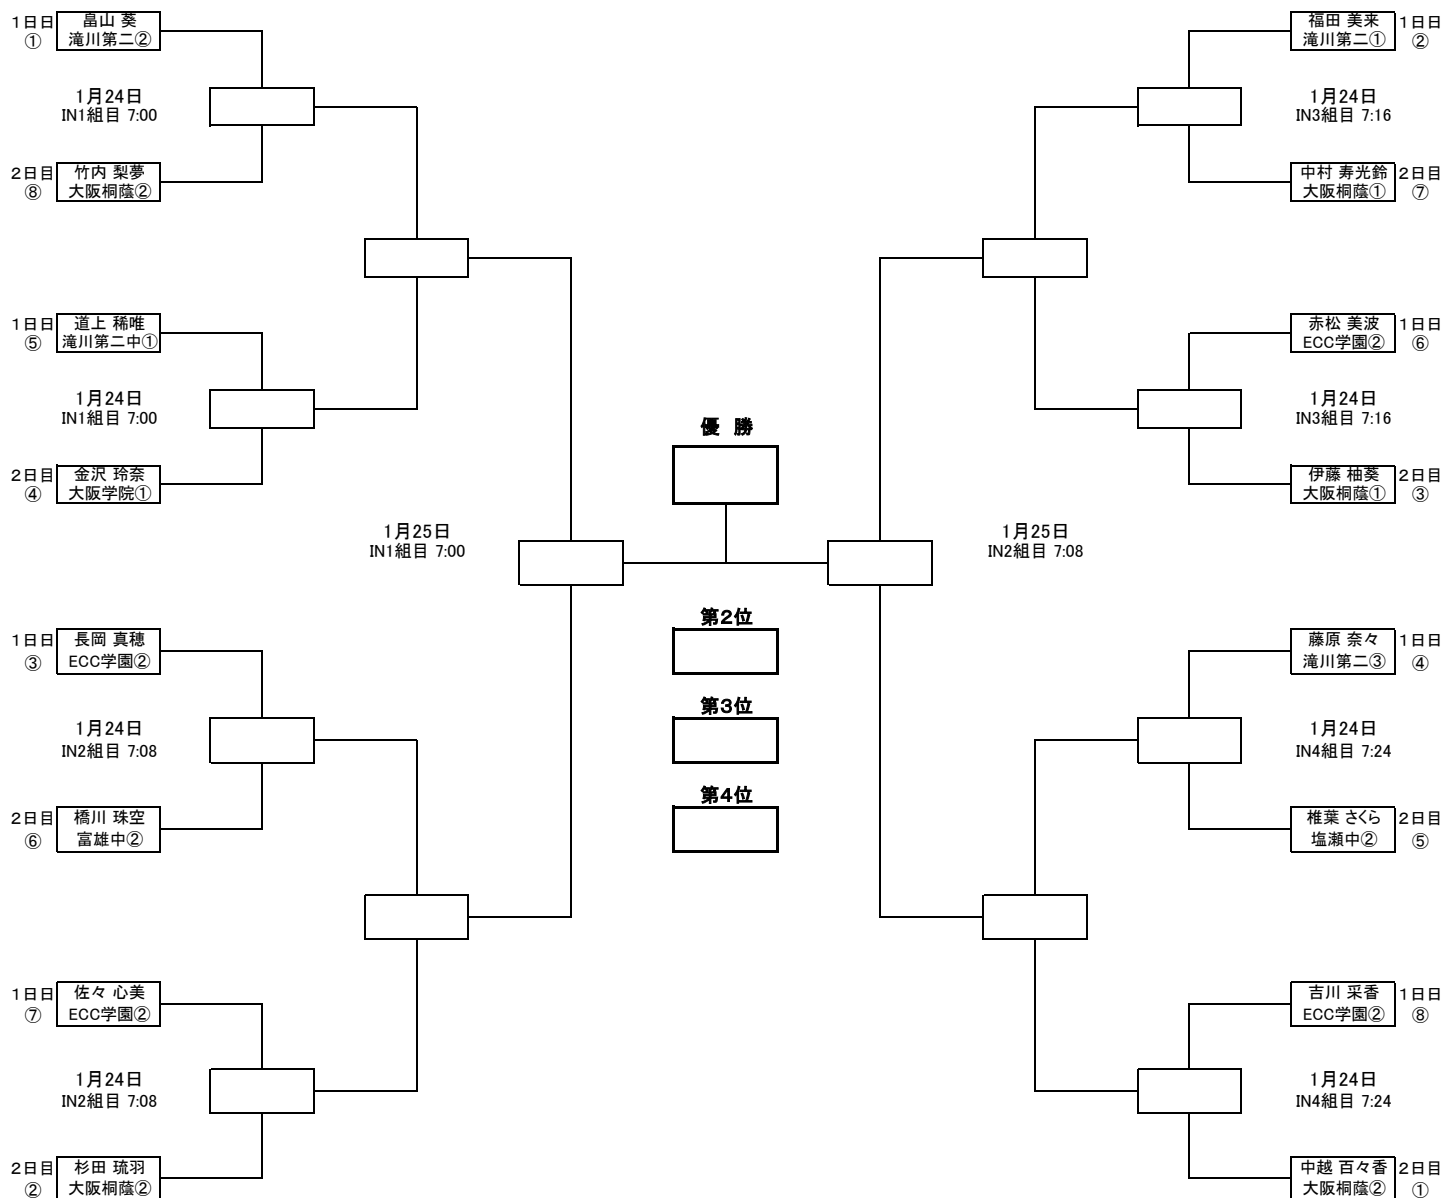 1日目
①
畠山 葵
滝川第二②
1月24日
IN1組目 7:00
2日目
⑧
竹内 梨夢
大阪桐蔭②
1日目
⑤
道上 稀唯
滝川第二中①
1月24日
IN1組目 7:00
2日目
④
金沢 玲奈
大阪学院①
1月25日
IN1組目 7:00
1日目
③
長岡 真穂
ECC学園②
1月24日
IN2組目 7:08
2日目
⑥
橋川 珠空
富雄中②
1日目
⑦
佐々 心美
ECC学園②
1月24日
IN2組目 7:08
2日目
②
杉田 琉羽
大阪桐蔭②
優 勝
第2位
第3位
第4位
福田 美来
滝川第二①
1日目
②
1月24日
IN3組目 7:16
中村 寿光鈴
大阪桐蔭①
2日目
⑦
赤松 美波
ECC学園②
1日目
⑥
1月24日
IN3組目 7:16
伊藤 柚葵
大阪桐蔭①
2日目
③
1月25日
IN2組目 7:08
藤原 奈々
滝川第二③
1日目
④
1月24日
IN4組目 7:24
椎葉 さくら
塩瀬中②
2日目
⑤
吉川 采香
ECC学園②
1日目
⑧
1月24日
IN4組目 7:24
中越 百々香
大阪桐蔭②
2日目
①